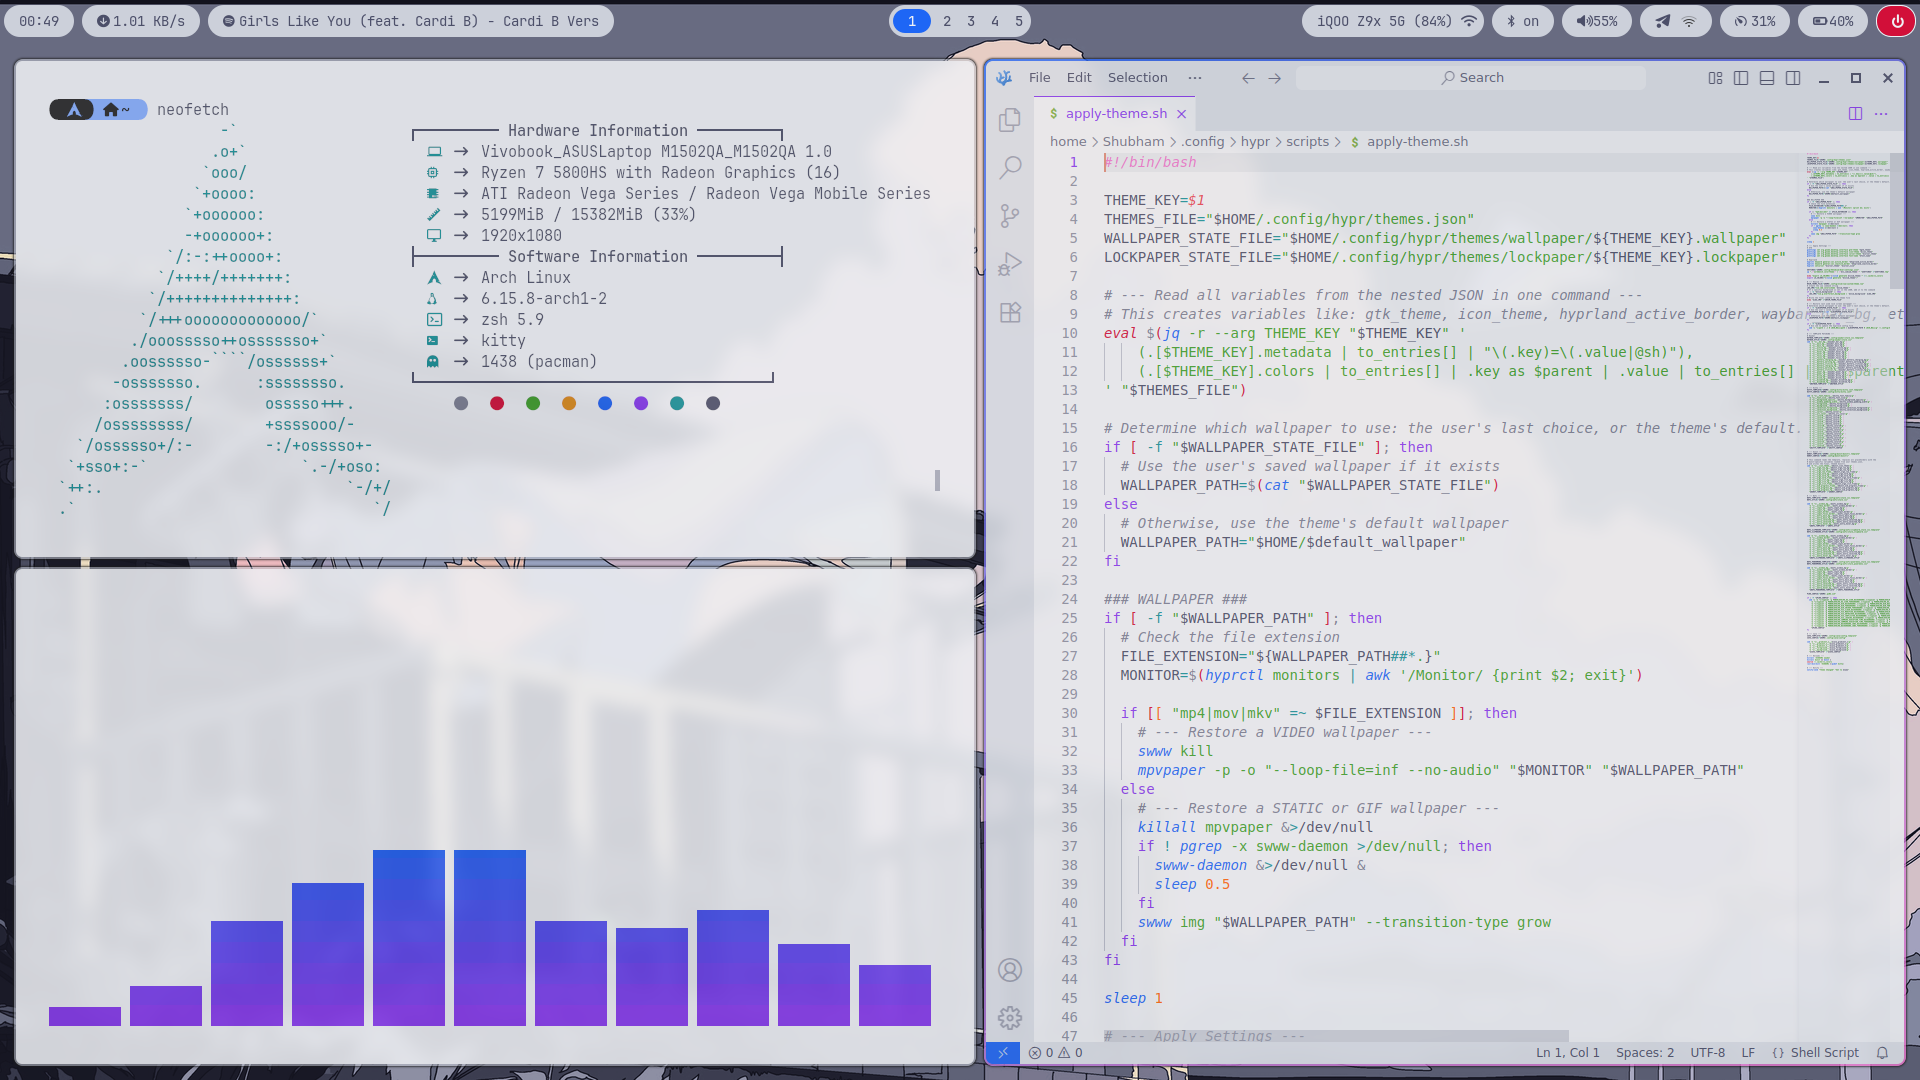 00:49
1.01 KB/s
Girls Like You (feat. Cardi B) - Cardi B Vers
1 2 3 4 5
iQOO Z9x 5G (84%)
on
55%
31%
40%
~ neofetch
-`
.o+`
`ooo/
`+oooo:
`+oooooo:
-+oooooo+:
`/:-:++oooo+:
`/++++/+++++++:
`/++++++++++++++:
`/+++ooooooooooooo/`
./ooosssso++osssssso+`
.oossssso-````/ossssss+`
-osssssso. :ssssssso.
:osssssss/ osssso+++.
/ossssssss/ +ssssooo/-
`/ossssso+/:- -:/+osssso+-
`+sso+:-` `.-/+oso:
`++:. `-/+/
.` `/
Hardware Information
Vivobook_ASUSLaptop M1502QA_M1502QA 1.0
Ryzen 7 5800HS with Radeon Graphics (16)
ATI Radeon Vega Series / Radeon Vega Mobile Series
5199MiB / 15382MiB (33%)
1920x1080
Software Information
Arch Linux
6.15.8-arch1-2
zsh 5.9
kitty
1438 (pacman)
File Edit Selection ··· Search
$ apply-theme.sh
home > Shubham > .config > hypr > scripts > $ apply-theme.sh
1 #!/bin/bash
2
3 THEME_KEY=$1
4 THEMES_FILE="$HOME/.config/hypr/themes.json"
5 WALLPAPER_STATE_FILE="$HOME/.config/hypr/themes/wallpaper/${THEME_KEY}.wallpaper"
6 LOCKPAPER_STATE_FILE="$HOME/.config/hypr/themes/lockpaper/${THEME_KEY}.lockpaper"
7
8 # --- Read all variables from the nested JSON in one command ---
9 # This creates variables like: gtk_theme, icon_theme, hyprland_active_border,
10 eval $(jq -r --arg THEME_KEY "$THEME_KEY" '
11 (.[$THEME_KEY].metadata | to_entries[] | "\(.key)=\(.value|@sh)"),
12 (.[$THEME_KEY].colors | to_entries[] | .key as $parent | .value | to_entries[]
13 ' "$THEMES_FILE")
14
15 # Determine which wallpaper to use: the user's last choice, or the theme's default.
16 if [ -f "$WALLPAPER_STATE_FILE" ]; then
17 # Use the user's saved wallpaper if it exists
18 WALLPAPER_PATH=$(cat "$WALLPAPER_STATE_FILE")
19 else
20 # Otherwise, use the theme's default wallpaper
21 WALLPAPER_PATH="$HOME/$default_wallpaper"
22 fi
23
24 ### WALLPAPER ###
25 if [ -f "$WALLPAPER_PATH" ]; then
26 # Check the file extension
27 FILE_EXTENSION="${WALLPAPER_PATH##*.}"
28 MONITOR=$(hyprctl monitors | awk '/Monitor/ {print $2; exit}')
29
30 if [[ "mp4|mov|mkv" =~ $FILE_EXTENSION ]]; then
31 # --- Restore a VIDEO wallpaper ---
32 swww kill
33 mpvpaper -p -o "--loop-file=inf --no-audio" "$MONITOR" "$WALLPAPER_PATH"
34 else
35 # --- Restore a STATIC or GIF wallpaper ---
36 killall mpvpaper &>/dev/null
37 if ! pgrep -x swww-daemon >/dev/null; then
38 swww-daemon &>/dev/null &
39 sleep 0.5
40 fi
41 swww img "$WALLPAPER_PATH" --transition-type grow
42 fi
43 fi
44
45 sleep 1
46
47 # --- Apply Settings ---
0 0
Ln 1, Col 1 Spaces: 2 UTF-8 LF {} Shell Script